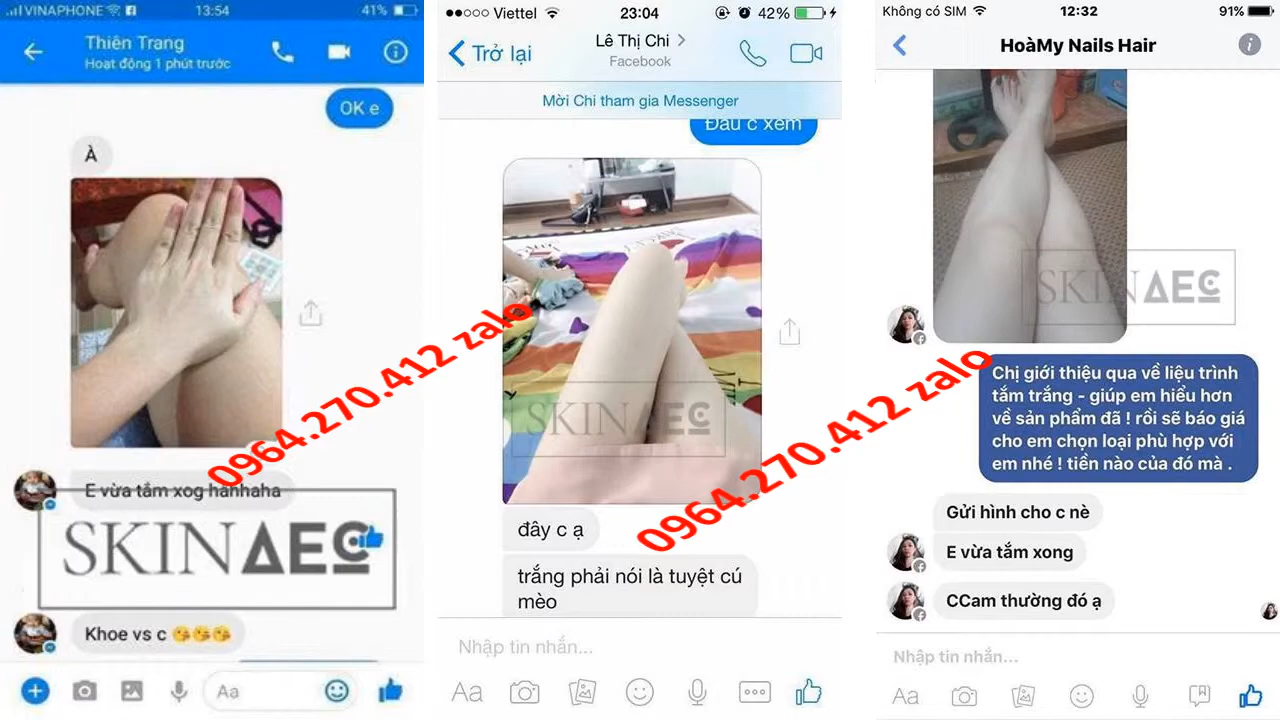 VINAPHONE
13:54
41%
Thiên Trang
Hoạt động 1 phút trước
OK e
À
E vừa tắm xog hahhaha
SKINAEC
Khoe vs c 😘😘😘
Aa
Viettel
23:04
42%
Trở lại
Lê Thị Chi
Facebook
Mời Chi tham gia Messenger
Đâu c xem
SKINAEC
đây c ạ
trắng phải nói là tuyệt cú
mèo
Nhập tin nhắn...
Aa
0964.270.412 zalo
0964.270.412 zalo
Không có SIM
12:32
91%
HoàMy Nails Hair
SKINAEC
Chị giới thiệu qua về liệu trình
tắm trắng - giúp em hiểu hơn
về sản phẩm đã ! rồi sẽ báo giá
cho em chọn loại phù hợp với
em nhé ! tiền nào của đó mà .
Gửi hình cho c nè
E vừa tắm xong
CCam thường đó ạ
Nhập tin nhắn...
Aa